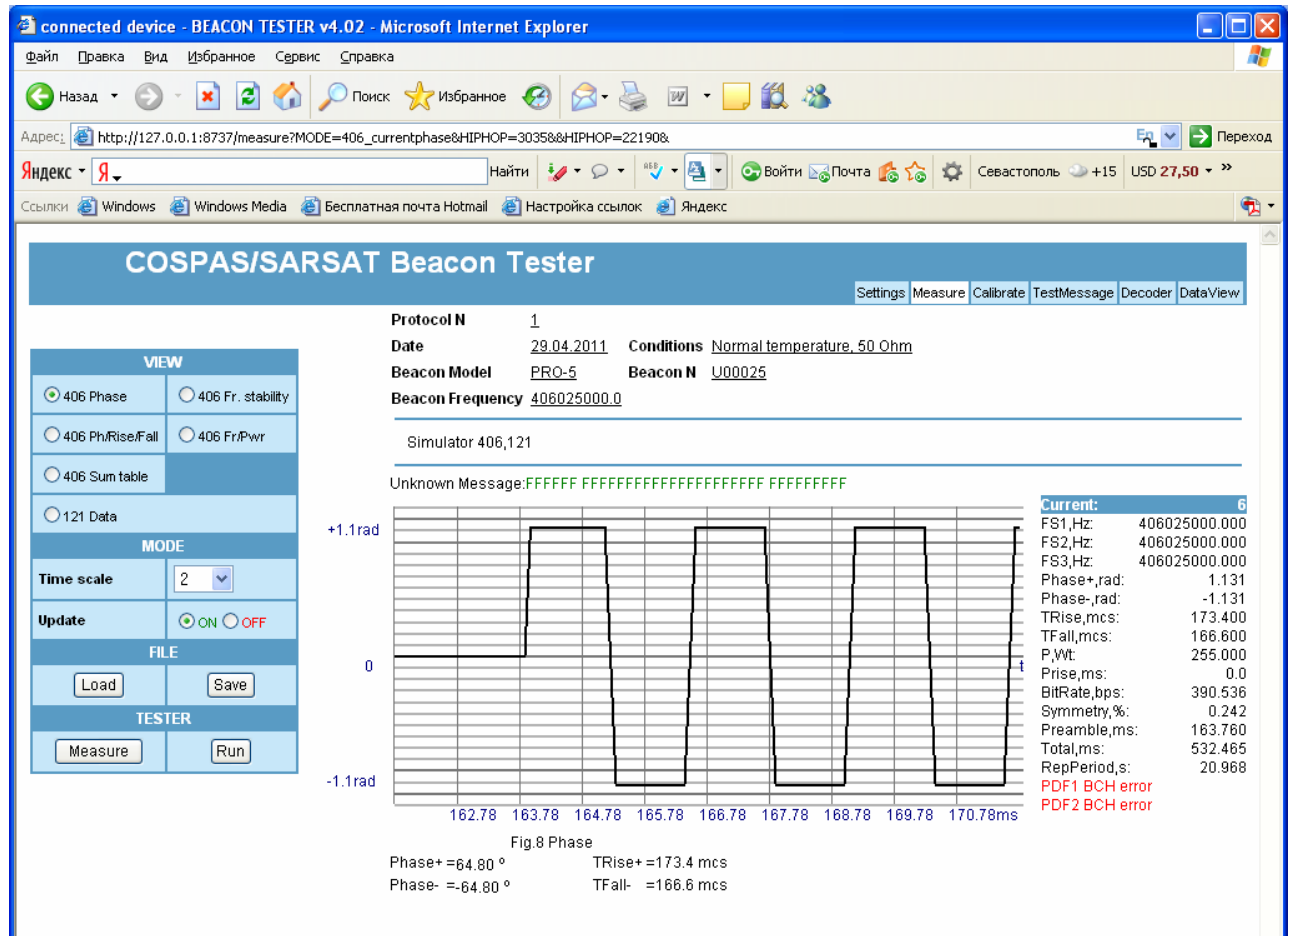 connected device - BEACON TESTER v4.02 - Microsoft Internet Explorer
Файл Правка Вид Избранное Сервис Справка
Назад Поиск Избранное
Адрес: http://127.0.0.1:8737/measure?MODE=406_currentphase&HIPHOP=3035&&HIPHOP=22190& Переход
Яндекс Я Найти Войти Почта Севастополь +15 USD 27,50 »
Ссылки Windows Windows Media Бесплатная почта Hotmail Настройка ссылок Яндекс
COSPAS/SARSAT Beacon Tester
Settings Measure Calibrate TestMessage Decoder DataView
Protocol N 1
Date 29.04.2011 Conditions Normal temperature, 50 Ohm
Beacon Model PRO-5 Beacon N U00025
Beacon Frequency 406025000.0
VIEW
406 Phase 406 Fr. stability
406 Ph/Rise/Fall 406 Fr/Pwr
406 Sum table
121 Data
MODE
Time scale 2
Update ON OFF
FILE
Load Save
TESTER
Measure Run
Simulator 406,121
Unknown Message:FFFFFF FFFFFFFFFFFFFFFFFFFFF FFFFFFFFF
+1.1rad
0
-1.1rad
t
162.78 163.78 164.78 165.78 166.78 167.78 168.78 169.78 170.78ms
Fig.8 Phase
Phase+ =64.80 º TRise+ =173.4 mcs
Phase- =-64.80 º TFall- =166.6 mcs
Current: 6
FS1,Hz: 406025000.000
FS2,Hz: 406025000.000
FS3,Hz: 406025000.000
Phase+,rad: 1.131
Phase-,rad: -1.131
TRise,mcs: 173.400
TFall,mcs: 166.600
P,Wt: 255.000
Prise,ms: 0.0
BitRate,bps: 390.536
Symmetry,%: 0.242
Preamble,ms: 163.760
Total,ms: 532.465
RepPeriod,s: 20.968
PDF1 BCH error
PDF2 BCH error